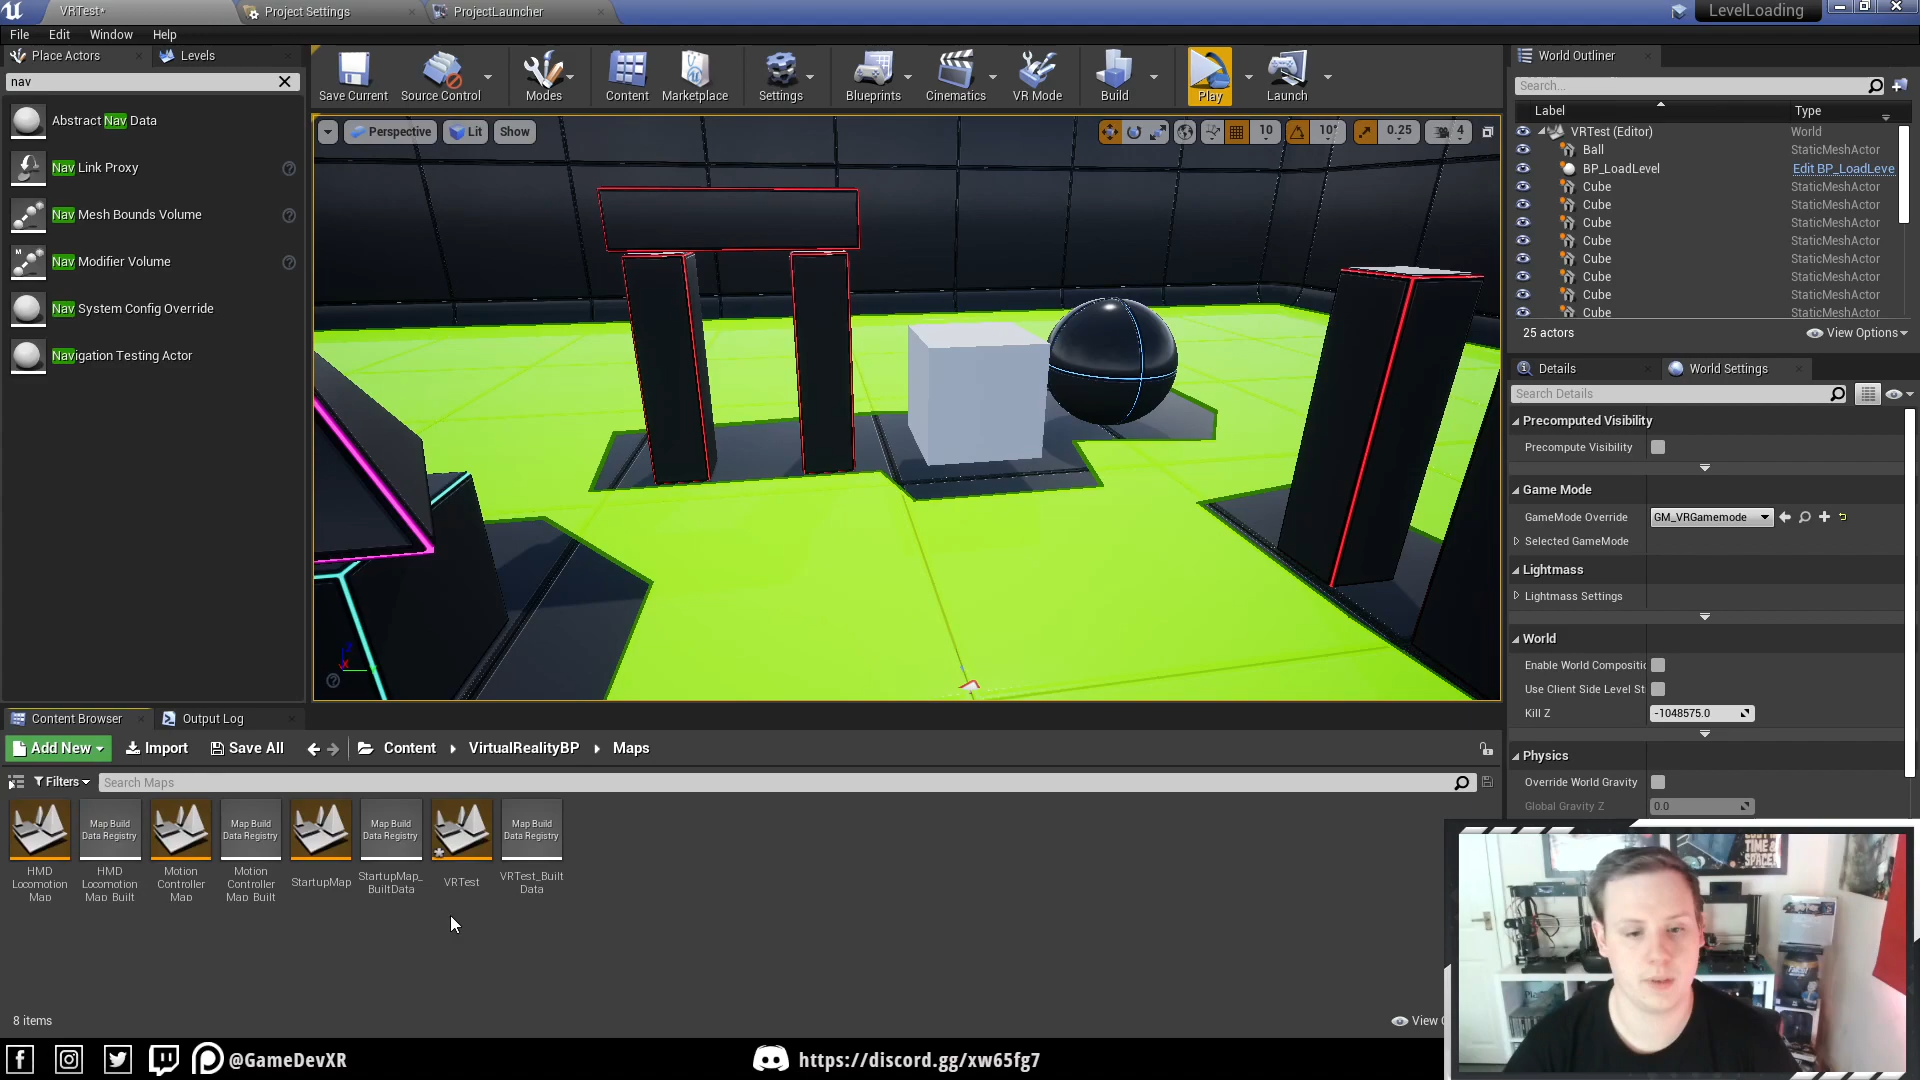 VRTest*
Project Settings
ProjectLauncher
LevelLoading
File Edit Window Help
Place Actors
Levels
nav
Abstract Nav Data
Nav Link Proxy
Nav Mesh Bounds Volume
Nav Modifier Volume
Nav System Config Override
Navigation Testing Actor
Save Current
Source Control
Modes
Content
Marketplace
Settings
Blueprints
Cinematics
VR Mode
Build
Play
Launch
Perspective
Lit
Show
10
10°
0.25
4
World Outliner
Search...
Label
Type
VRTest (Editor) World
Ball StaticMeshActor
BP_LoadLevel Edit BP_LoadLeve
Cube StaticMeshActor
Cube StaticMeshActor
Cube StaticMeshActor
Cube StaticMeshActor
Cube StaticMeshActor
Cube StaticMeshActor
Cube StaticMeshActor
Cube StaticMeshActor
25 actors
View Options
Details
World Settings
Search Details
Precomputed Visibility
Precompute Visibility
Game Mode
GameMode Override GM_VRGamemode
Selected GameMode
Lightmass
Lightmass Settings
World
Enable World Compositic
Use Client Side Level St
Kill Z -1048575.0
Physics
Override World Gravity
Global Gravity Z 0.0
Content Browser
Output Log
Add New
Import
Save All
Content
VirtualRealityBP
Maps
Filters
Search Maps
Map Build
Data Registry
Map Build
Data Registry
Map Build
Data Registry
Map Build
Data Registry
HMD
Locomotion
Map
HMD
Locomotion
Map Built
Motion
Controller
Map
Motion
Controller
Map Built
StartupMap
StartupMap_
BuiltData
VRTest
VRTest_Built
Data
8 items
View
@GameDevXR
https://discord.gg/xw65fg7